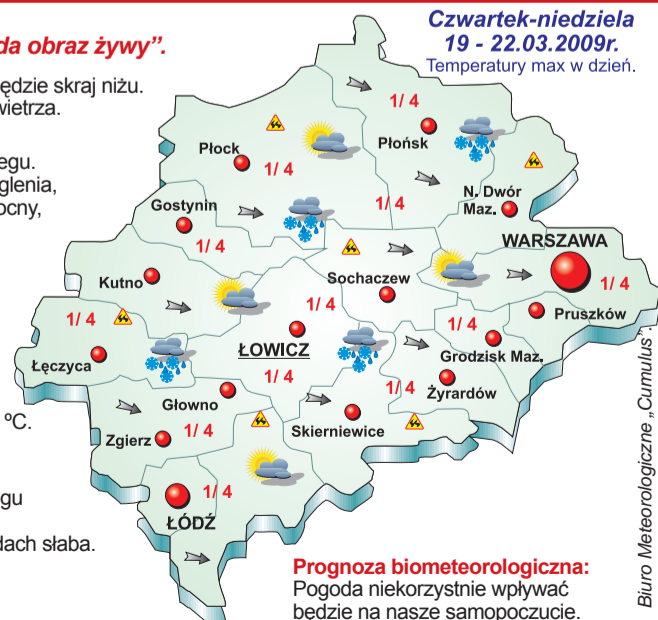 da obraz żywy”.
Czwartek-niedziela
19 - 22.03.2009r.
Temperatury max w dzień.
ędzie skraj niżu.
wietrza.
egu.
glenia,
ocny,
ºC.
gu
dach słaba.
1/ 4
Płońsk
Płock
1/ 4
1/ 4
N. Dwór
Maz.
Gostynin
1/ 4
WARSZAWA
1/ 4
Kutno
Sochaczew
1/ 4
Pruszków
1/ 4
1/ 4
Łęczyca
ŁOWICZ
1/ 4
Grodzisk Maz.
1/ 4
Żyrardów
Głowno
Zgierz
1/ 4
Skierniewice
1/ 4
ŁÓDŹ
Prognoza biometeorologiczna:
Pogoda niekorzystnie wpływać
będzie na nasze samopoczucie.
Biuro Meteorologiczne „Cumulus”.